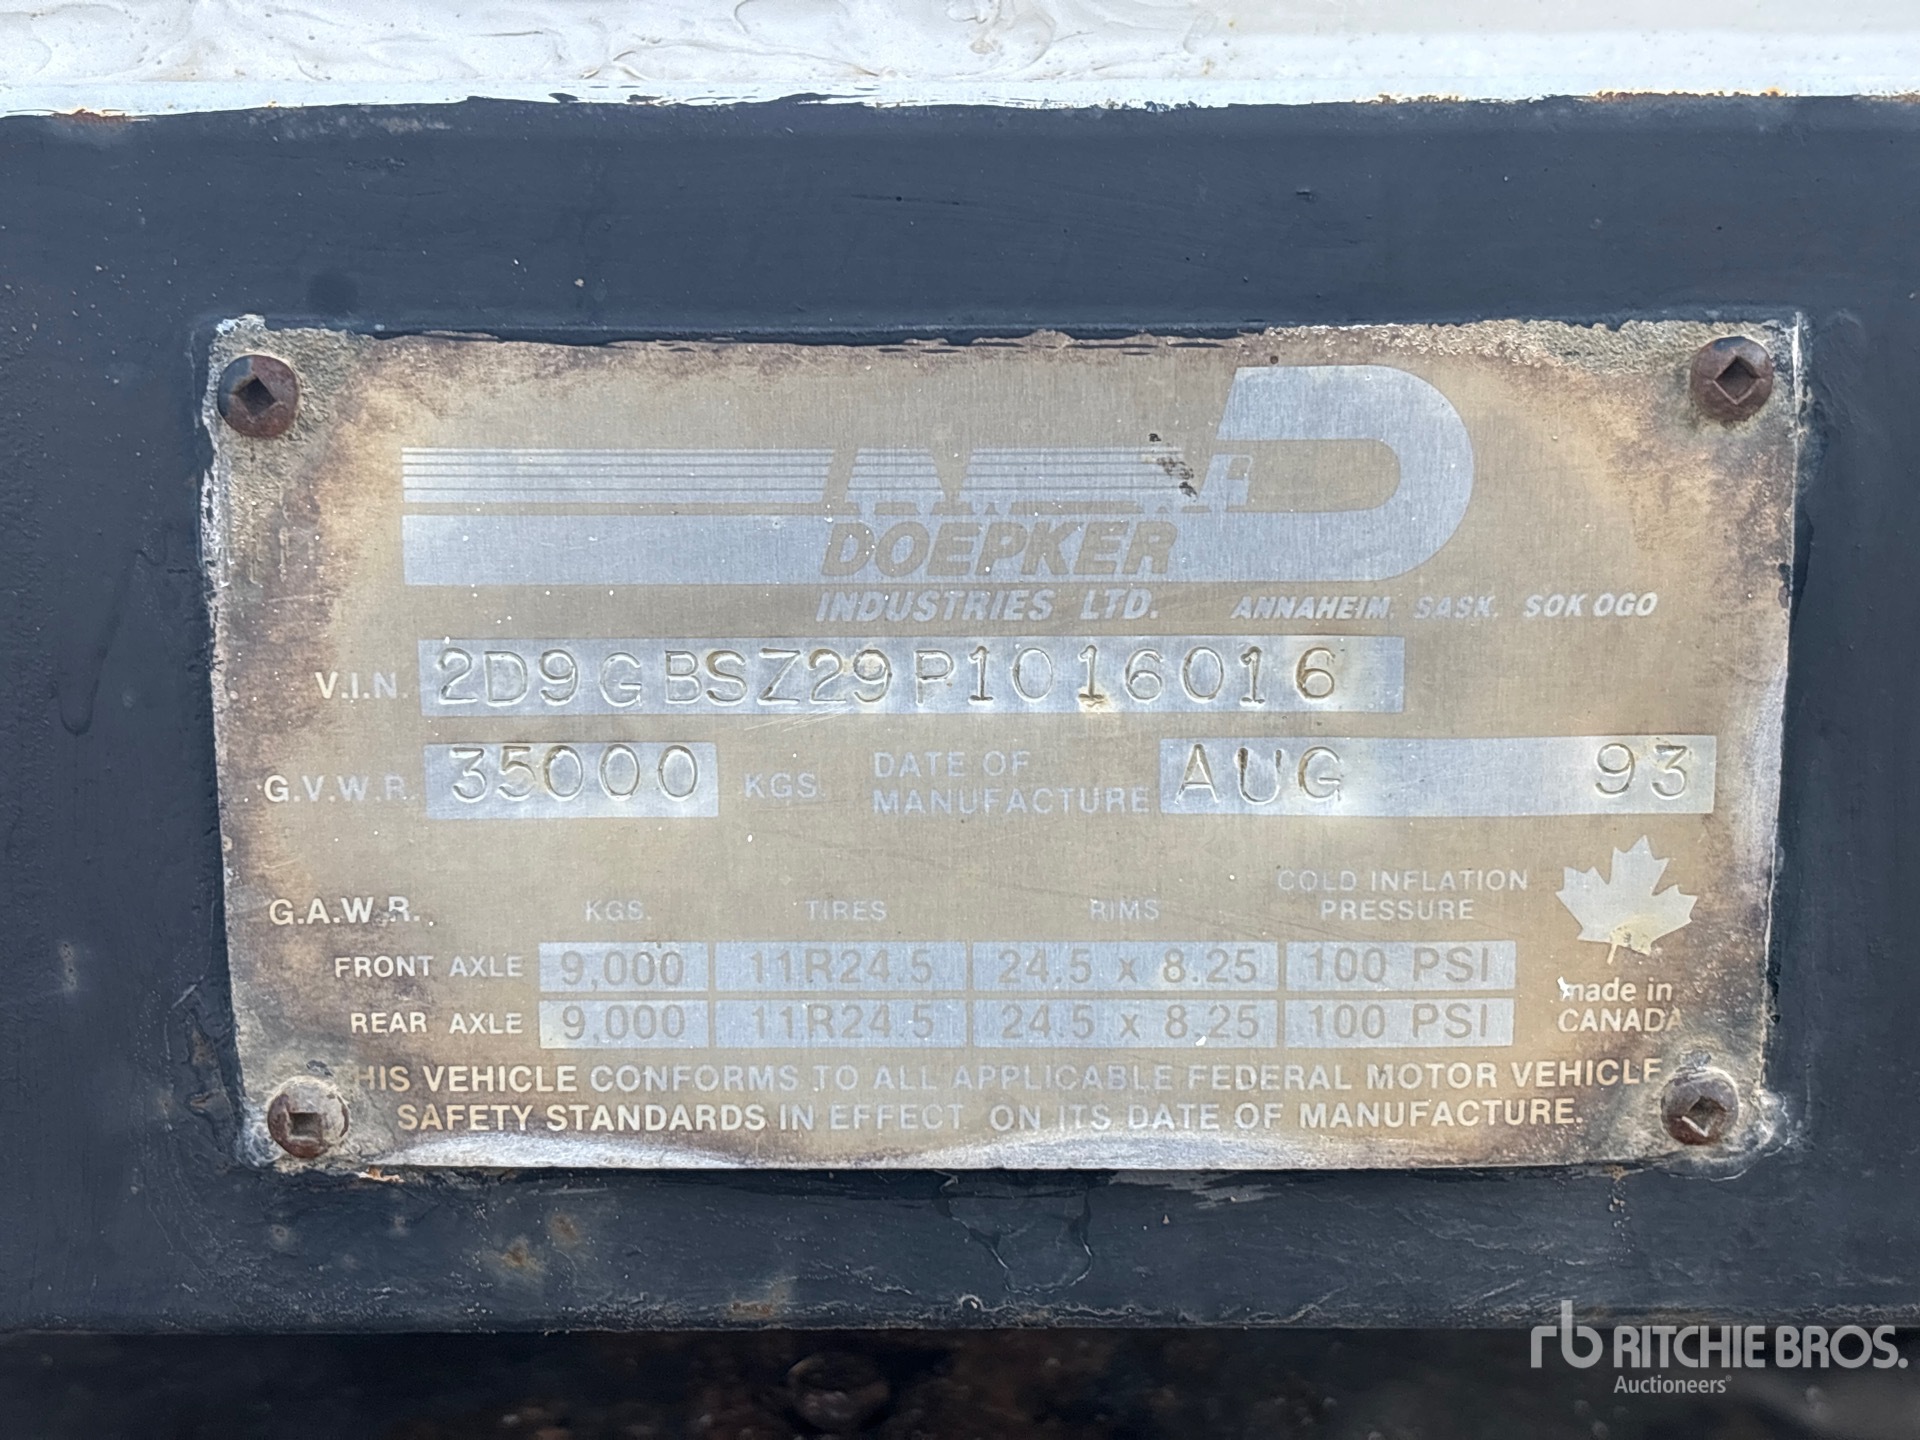 DOEPKER
INDUSTRIES LTD. ANNAHEIM, SASK. SOK OGO
V.I.N. 2D9GBSZ29P1016016
G.V.W.R. 35000 KGS. DATE OF MANUFACTURE AUG 93
G.A.W.R. KGS. TIRES RIMS COLD INFLATION PRESSURE
FRONT AXLE 9,000 11R24.5 24.5 x 8.25 100 PSI
REAR AXLE 9,000 11R24.5 24.5 x 8.25 100 PSI
made in
CANADA
THIS VEHICLE CONFORMS TO ALL APPLICABLE FEDERAL MOTOR VEHICLE
SAFETY STANDARDS IN EFFECT ON ITS DATE OF MANUFACTURE.
rb RITCHIE BROS.
Auctioneers